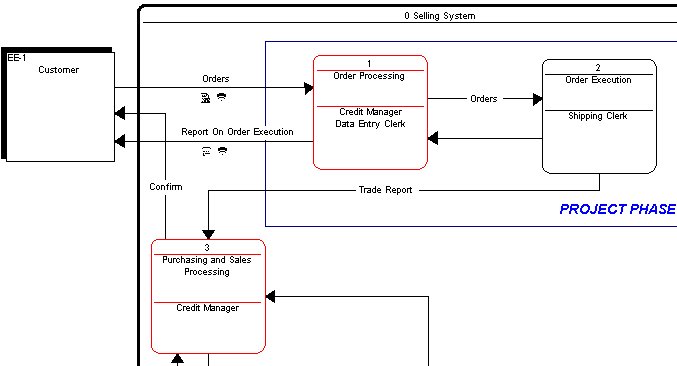 0 Selling System
EE-1
Customer
Orders
1
Order Processing
Credit Manager
Data Entry Clerk
Orders
2
Order Execution
Shipping Clerk
Report On Order Execution
Confirm
Trade Report
PROJECT PHASE
3
Purchasing and Sales
Processing
Credit Manager